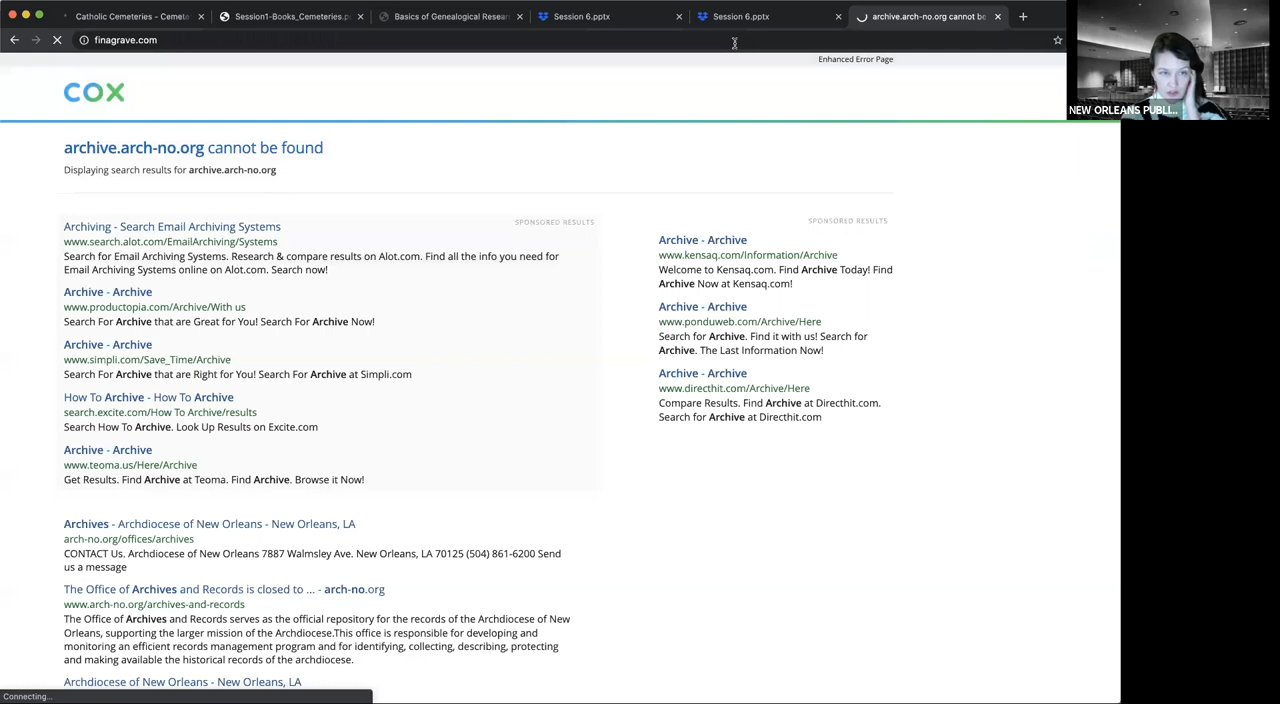 Catholic Cemeteries - Cemete
Session1-Books_Cemeteries.p
Basics of Genealogical Resear
Session 6.pptx
Session 6.pptx
archive.arch-no.org cannot be
finagrave.com
Enhanced Error Page
NEW ORLEANS PUBLI...
COX
archive.arch-no.org cannot be found
Displaying search results for archive.arch-no.org
SPONSORED RESULTS
Archiving - Search Email Archiving Systems
www.search.alot.com/EmailArchiving/Systems
Search for Email Archiving Systems. Research & compare results on Alot.com. Find all the info you need for
Email Archiving Systems online on Alot.com. Search now!
Archive - Archive
www.productopia.com/Archive/With us
Search For Archive that are Great for You! Search For Archive Now!
Archive - Archive
www.simpli.com/Save_Time/Archive
Search For Archive that are Right for You! Search For Archive at Simpli.com
How To Archive - How To Archive
search.excite.com/How To Archive/results
Search How To Archive. Look Up Results on Excite.com
Archive - Archive
www.teoma.us/Here/Archive
Get Results. Find Archive at Teoma. Find Archive. Browse it Now!
SPONSORED RESULTS
Archive - Archive
www.kensaq.com/Information/Archive
Welcome to Kensaq.com. Find Archive Today! Find
Archive Now at Kensaq.com!
Archive - Archive
www.ponduweb.com/Archive/Here
Search for Archive. Find it with us! Search for
Archive. The Last Information Now!
Archive - Archive
www.directhit.com/Archive/Here
Compare Results. Find Archive at Directhit.com.
Search for Archive at Directhit.com
Archives - Archdiocese of New Orleans - New Orleans, LA
arch-no.org/offices/archives
CONTACT Us. Archdiocese of New Orleans 7887 Walmsley Ave. New Orleans, LA 70125 (504) 861-6200 Send
us a message
The Office of Archives and Records is closed to ... - arch-no.org
www.arch-no.org/archives-and-records
The Office of Archives and Records serves as the official repository for the records of the Archdiocese of New
Orleans, supporting the larger mission of the Archdiocese.This office is responsible for developing and
monitoring an efficient records management program and for identifying, collecting, describing, protecting
and making available the historical records of the archdiocese.
Archdiocese of New Orleans - New Orleans, LA
Connecting...